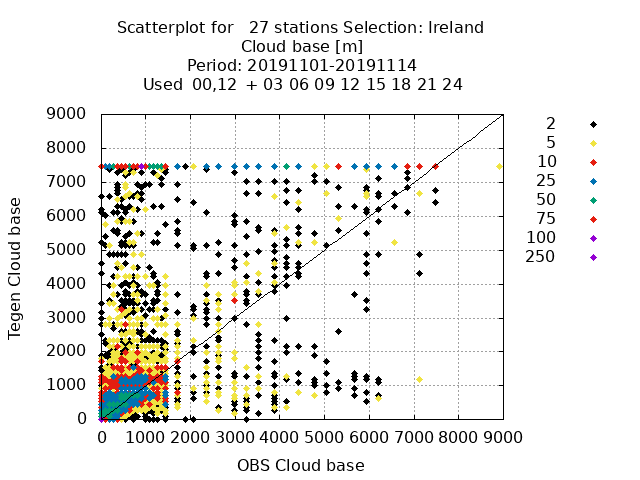 Scatterplot for   27 stations Selection: Ireland
Cloud base [m]
Period: 20191101-20191114
Used  00,12  + 03 06 09 12 15 18 21 24
9000
8000
7000
6000
5000
4000
3000
2000
1000
0
Tegen Cloud base
0 1000 2000 3000 4000 5000 6000 7000 8000 9000
OBS Cloud base
2
5
10
25
50
75
100
250